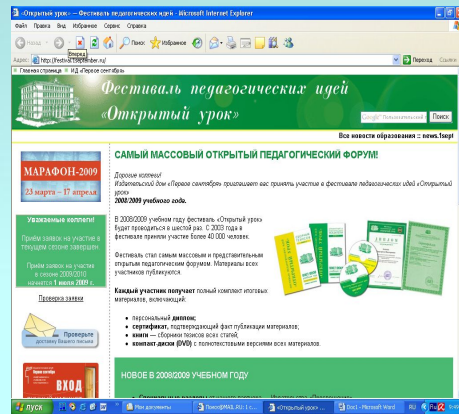 «Открытый урок» — Фестиваль педагогических идей - Microsoft Internet Explorer
Файл Правка Вид Избранное Сервис Справка
Назад Поиск Избранное
Вперед
Адрес: http://festival.1september.ru/ Переход Ссылки
Главная страница ИД «Первое сентября»
Фестиваль педагогических идей
«Открытый урок»
Поиск
Все новости образования :: news.1sept
МАРАФОН-2009
23 марта – 17 апреля
Уважаемые коллеги!
Приём заявок на участие в
текущем сезоне завершен.
Приём заявок на участие
в сезоне 2009/2010
начнется 1 июля 2009 г.
Проверка заявки
Проверьте
доставку Вашего письма
ВХОД
САМЫЙ МАССОВЫЙ ОТКРЫТЫЙ ПЕДАГОГИЧЕСКИЙ ФОРУМ!
Дорогие коллеги!
Издательский дом «Первое сентября» приглашает вас принять участие в фестивале педагогических идей «Открытый
урок»
2008/2009 учебного года.
В 2008/2009 учебном году фестиваль «Открытый урок»
будет проводиться в шестой раз. С 2003 года в
фестивале приняли участие более 40 000 человек.
Фестиваль стал самым массовым и представительным
открытым педагогическим форумом. Материалы всех
участников публикуются.
Каждый участник получает полный комплект итоговых
материалов, включающий:
персональный диплом;
сертификат, подтверждающий факт публикации материалов;
книги — сборники тезисов всех статей;
компакт-диски (DVD) с полнотекстовыми версиями всех материалов.
НОВОЕ В 2008/2009 УЧЕБНОМ ГОДУ
пуск Мои документы «Открытый урок» ... Doc1 - Microsoft Word RU